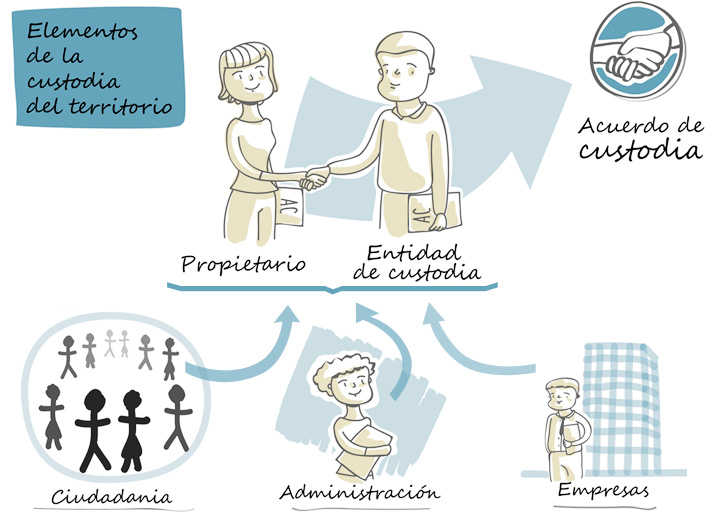 Elementos
de la
custodia
del territorio
Acuerdo de
custodia
AC
AC
Propietario
Entidad
de custodia
Ciudadania
Administración
Empresas